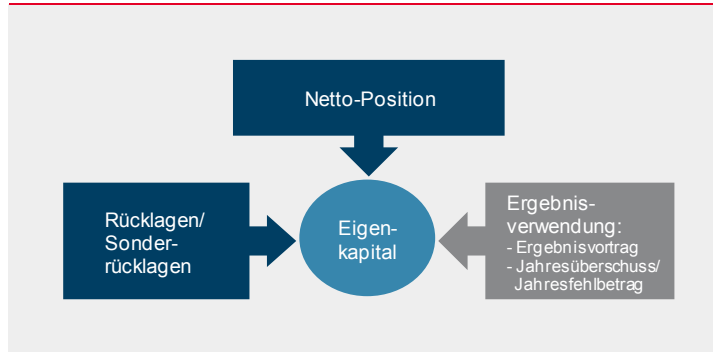 Netto-Position
Rücklagen/
Sonder-
rücklagen
Eigen-
kapital
Ergebnis-
verwendung:
- Ergebnisvortrag
- Jahresüberschuss/
Jahresfehlbetrag